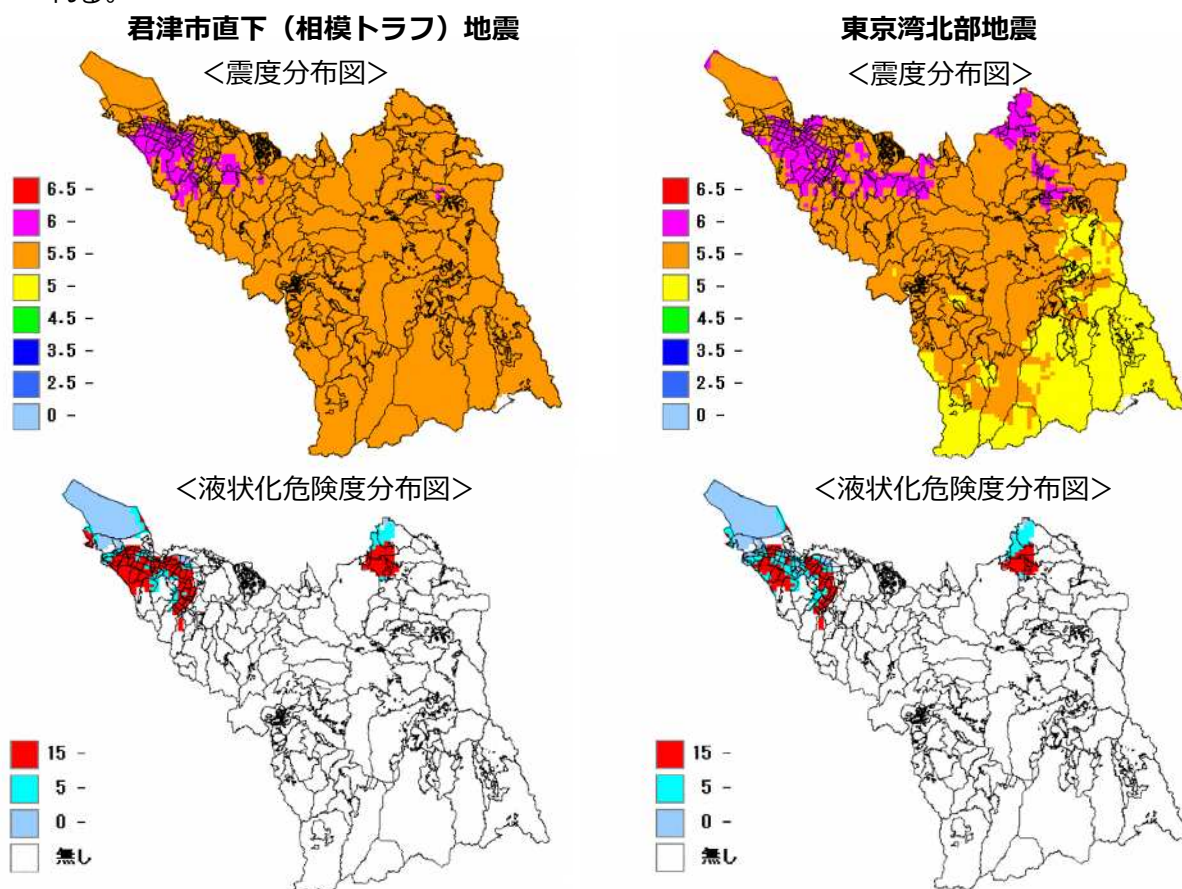 れる。
君津市直下（相模トラフ）地震
＜震度分布図＞
6.5 -
6 -
5.5 -
5 -
4.5 -
3.5 -
2.5 -
0 -
東京湾北部地震
＜震度分布図＞
6.5 -
6 -
5.5 -
5 -
4.5 -
3.5 -
2.5 -
0 -
＜液状化危険度分布図＞
15 -
5 -
0 -
無し
＜液状化危険度分布図＞
15 -
5 -
0 -
無し